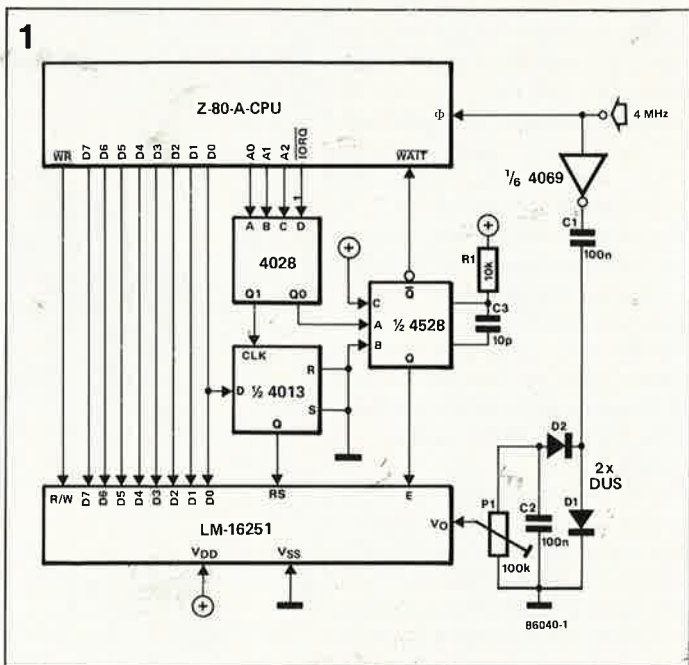 1
Z-80-A-CPU
Φ
4 MHz
WR D7 D6 D5 D4 D3 D2 D1 D0 A0 A1 A2 IORQ WAIT
1/6 4069
1
A B C D
4028
Q1 Q0
C1
100n
R1
10k
C3
10p
C Q
A 1/2 4528
B Q
CLK
R
D 1/2 4013
S
Q
D2
2x
DUS
D1
P1
100k
C2
100n
R/W D7 D6 D5 D4 D3 D2 D1 D0 RS E
LM-16251
VO
VDD VSS
86040-1